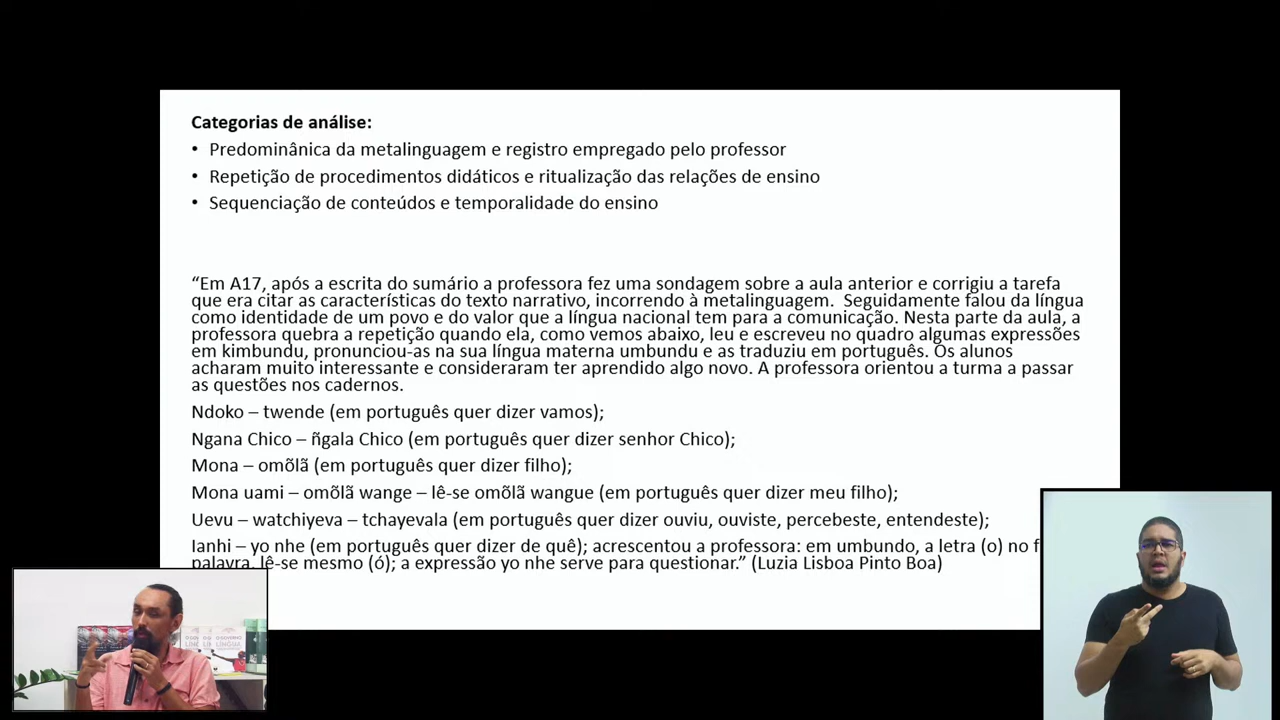 Categorias de análise:
• Predominânica da metalinguagem e registro empregado pelo professor
• Repetição de procedimentos didáticos e ritualização das relações de ensino
• Sequenciação de conteúdos e temporalidade do ensino
“Em A17, após a escrita do sumário a professora fez uma sondagem sobre a aula anterior e corrigiu a tarefa
que era citar as características do texto narrativo, incorrendo à metalinguagem. Seguidamente falou da língua
como identidade de um povo e do valor que a língua nacional tem para a comunicação. Nesta parte da aula, a
professora quebra a repetição quando ela, como vemos abaixo, leu e escreveu no quadro algumas expressões
em kimbundu, pronunciou-as na sua língua materna umbundu e as traduziu em português. Os alunos
acharam muito interessante e consideraram ter aprendido algo novo. A professora orientou a turma a passar
as questões nos cadernos.
Ndoko – twende (em português quer dizer vamos);
Ngana Chico – ñgala Chico (em português quer dizer senhor Chico);
Mona – omõlã (em português quer dizer filho);
Mona uami – omõlã wange – lê-se omõlã wangue (em português quer dizer meu filho);
Uevu – watchiyeva – tchayevala (em português quer dizer ouviu, ouviste, percebeste, entendeste);
Ianhi – yo nhe (em português quer dizer de quê); acrescentou a professora: em umbundo, a letra (o) no
palavra, lê-se mesmo (ó); a expressão yo nhe serve para questionar.” (Luzia Lisboa Pinto Boa)
LÍNGUA